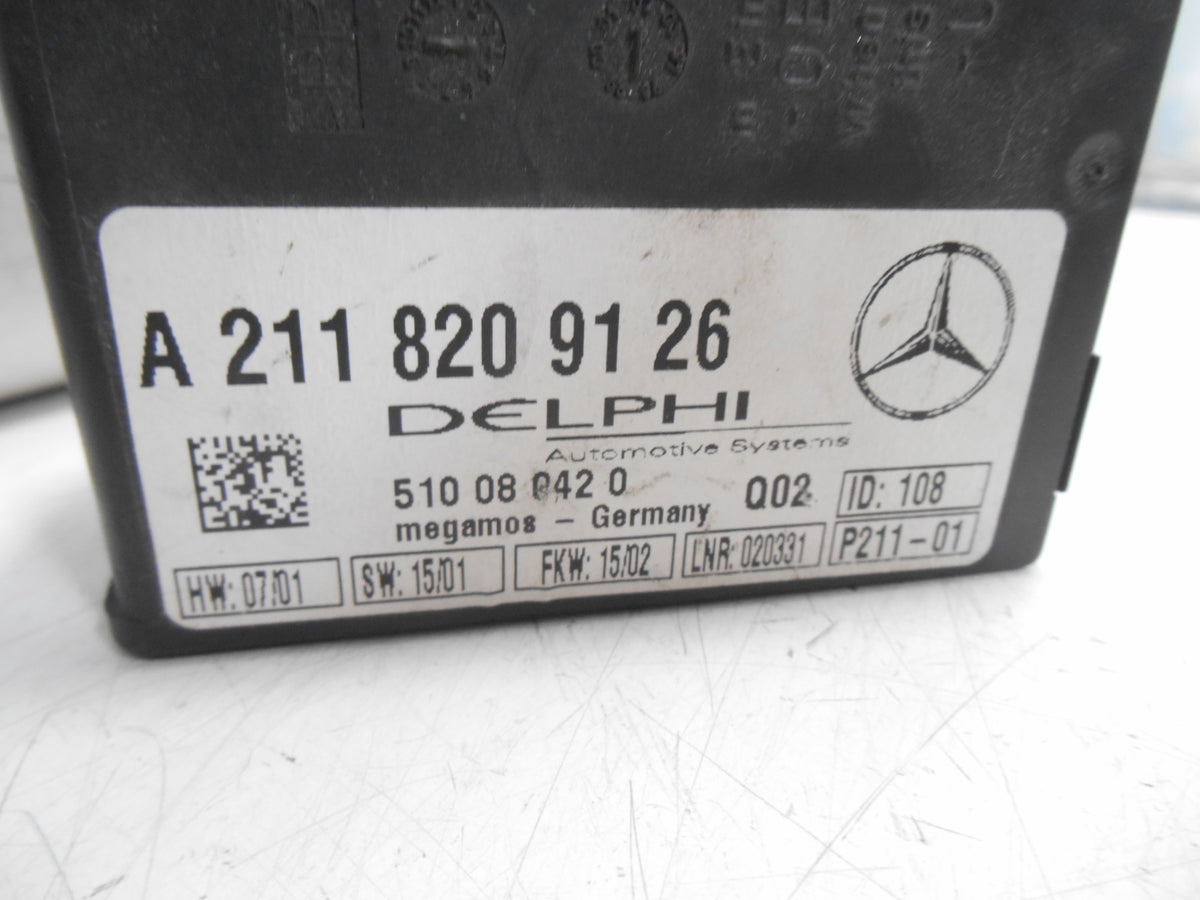 A 211 820 91 26
DELPHI
Automotive Systems
510 08 042 0 Q02 ID: 108
megamos - Germany
HW: 07/01 SW: 15/01 FKW: 15/02 LNR: 020331 P211-01